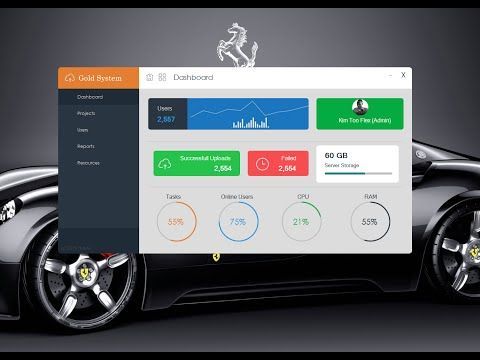 Gold System
Dashboard
X
Dashboard
Projects
Users
Reports
Resources
Users
2,557
Kim Too Flex (Admin)
Successfull Uploads
2,554
Failed
2,554
60 GB
Server Storage
Tasks
Online Users
CPU
RAM
55%
75%
21%
55%